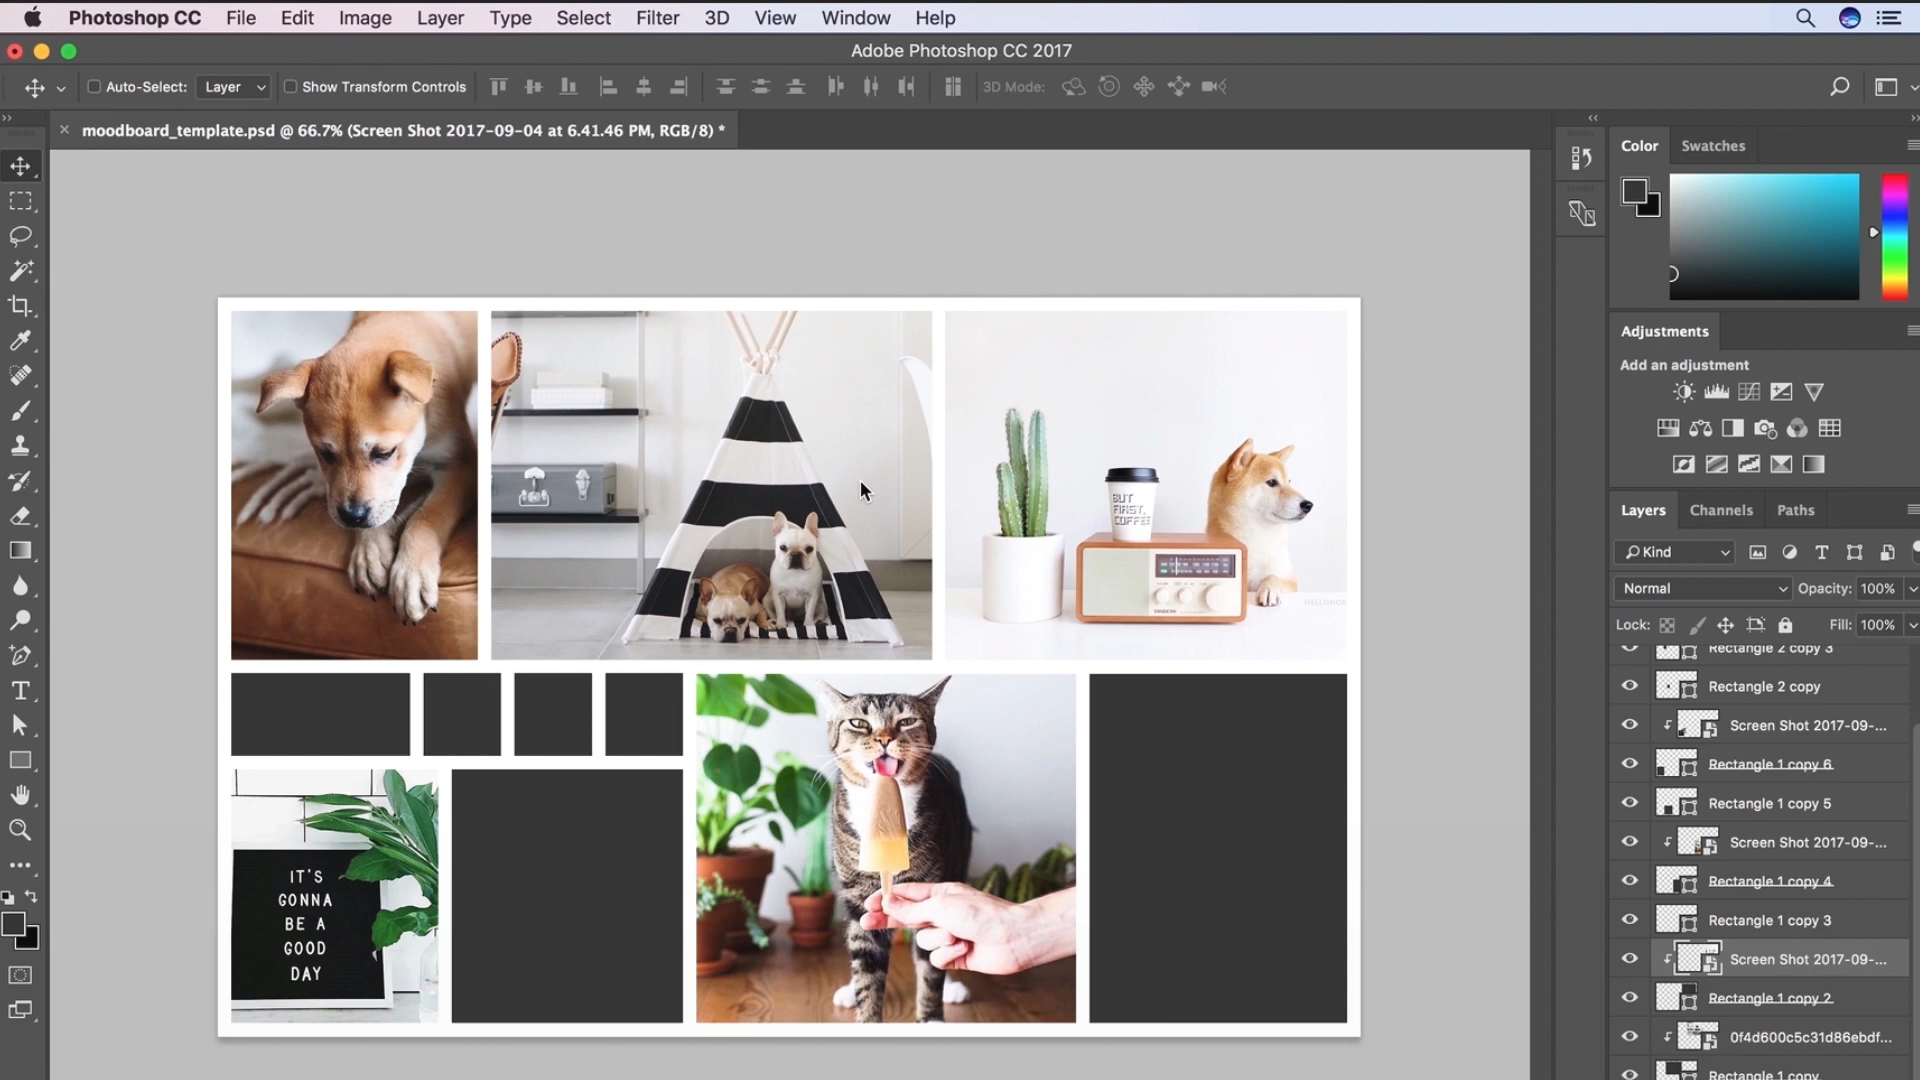 Photoshop CC File Edit Image Layer Type Select Filter 3D View Window Help
Adobe Photoshop CC 2017
Auto-Select: Layer Show Transform Controls 3D Mode:
moodboard_template.psd @ 66.7% (Screen Shot 2017-09-04 at 6.41.46 PM, RGB/8) *
Color Swatches
Adjustments
Add an adjustment
BUT
FIRST,
COFFEE
IT'S
GONNA
BE A
GOOD
DAY
Layers Channels Paths
Kind
Normal Opacity: 100%
Lock: Fill: 100%
Rectangle 2 copy 3
Rectangle 2 copy
Screen Shot 2017-09-...
Rectangle 1 copy 6
Rectangle 1 copy 5
Screen Shot 2017-09-...
Rectangle 1 copy 4
Rectangle 1 copy 3
Screen Shot 2017-09-...
Rectangle 1 copy 2
0f4d600c5c31d86ebdf...
Rectangle 1 copy